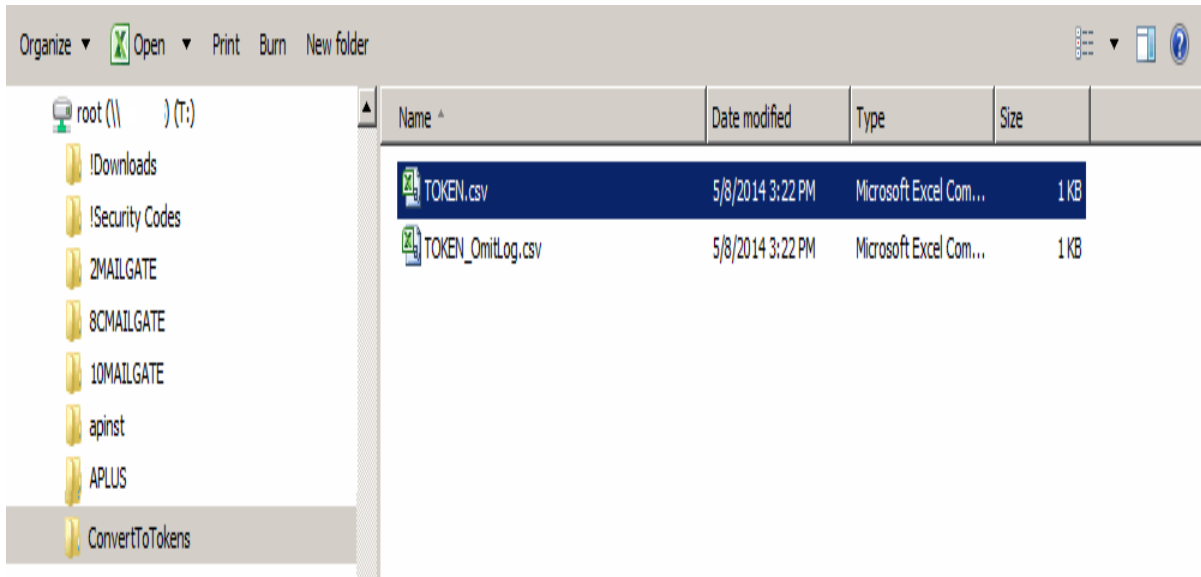 Organize Open Print Burn New folder
root (\\ ) (T:)
!Downloads
!Security Codes
2MAILGATE
8CMAILGATE
10MAILGATE
apinst
APLUS
ConvertToTokens
Name Date modified Type Size
TOKEN.csv 5/8/2014 3:22 PM Microsoft Excel Com... 1 KB
TOKEN_OmitLog.csv 5/8/2014 3:22 PM Microsoft Excel Com... 1 KB